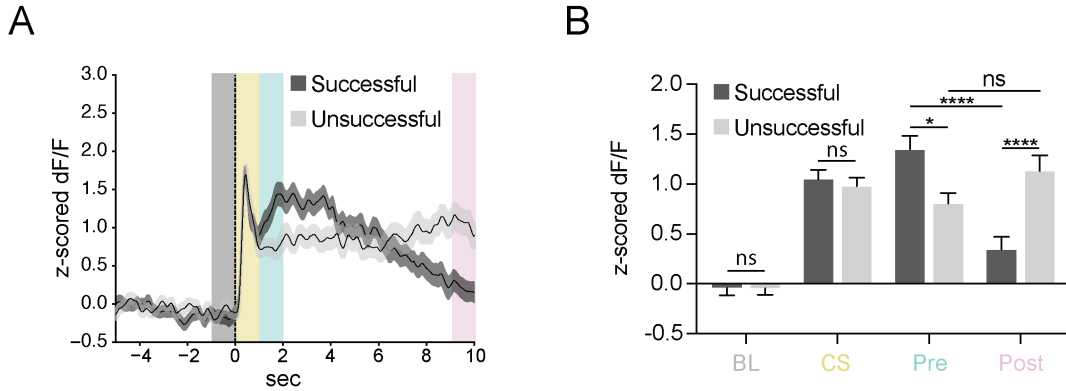 A
z-scored dF/F
3.0
2.5
2.0
1.5
1.0
0.5
0.0
−0.5
−4
−2
0
2
4
6
8
10
sec
Successful
Unsuccessful
B
z-scored dF/F
2.0
1.5
1.0
0.5
0.0
-0.5
Successful
Unsuccessful
ns
ns
****
*
ns
****
BL
CS
Pre
Post